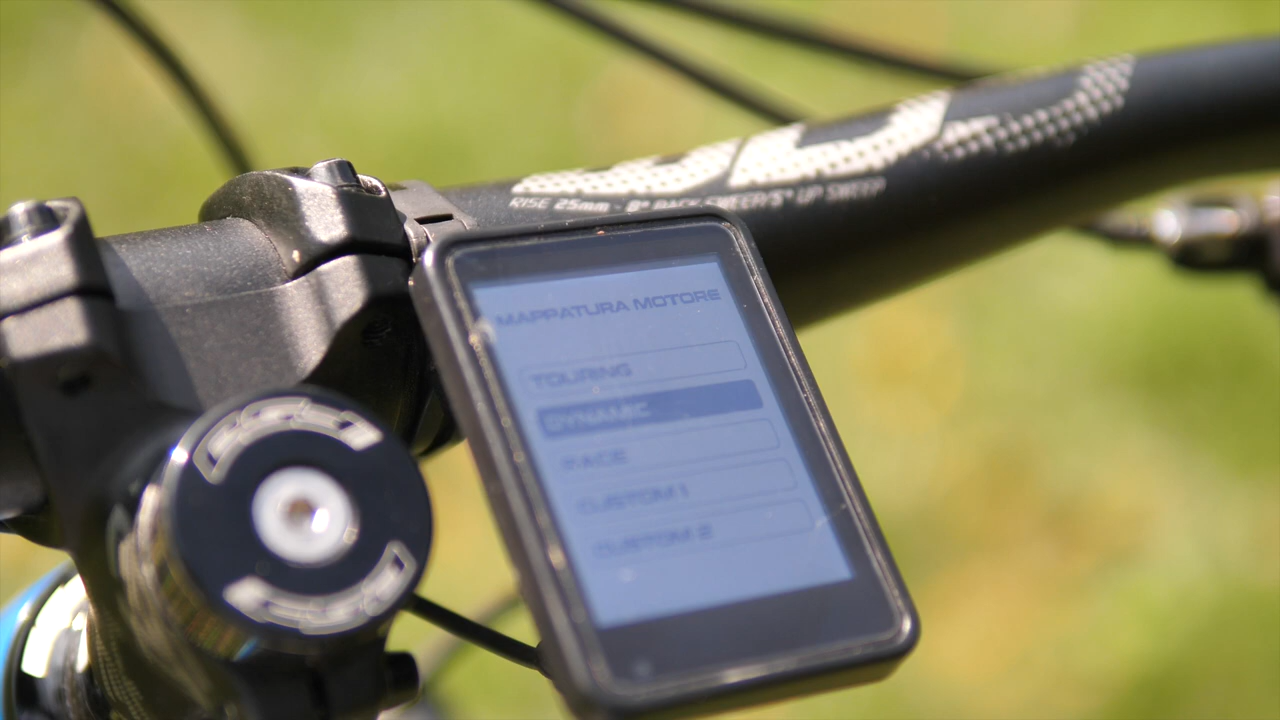 RISE 25mm - 8° BACK SWEEP/5° UP SWEEP
MAPPATURA MOTORE
TOURING
DYNAMIC
RACE
CUSTOM 1
CUSTOM 2